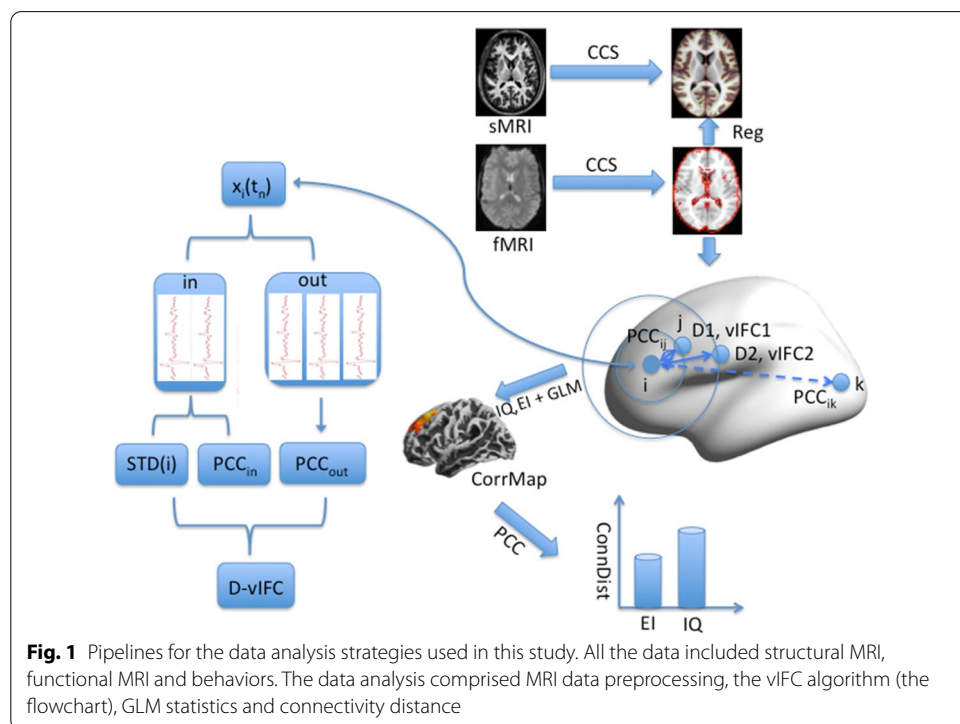 CCS
sMRI
Reg
CCS
fMRI
xi(tn)
in
out
STD(i)
PCCin
PCCout
D-vIFC
PCCij
j
D1, vIFC1
D2, vIFC2
i
k
PCCik
IQ,EI + GLM
CorrMap
PCC
ConnDist
EI
IQ
Fig. 1 Pipelines for the data analysis strategies used in this study. All the data included structural MRI,
functional MRI and behaviors. The data analysis comprised MRI data preprocessing, the vIFC algorithm (the
flowchart), GLM statistics and connectivity distance